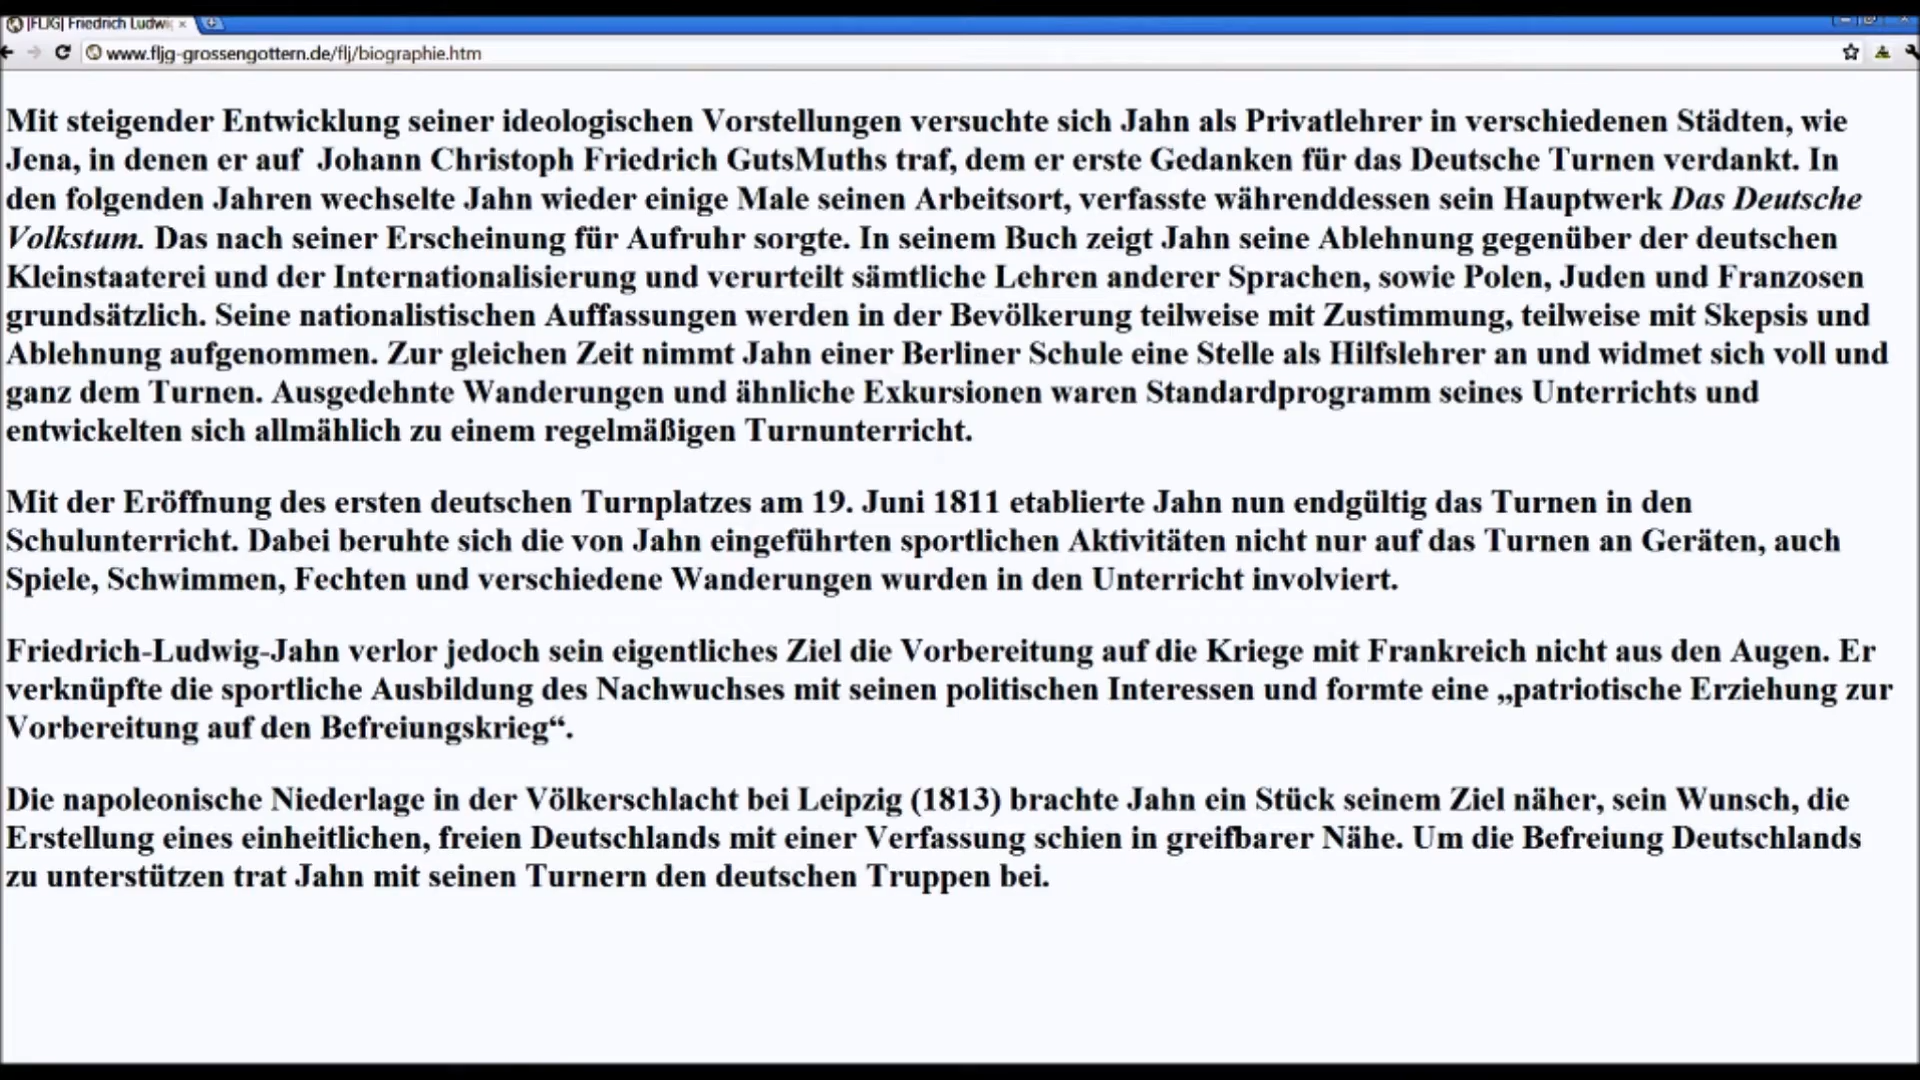 |FLJG| Friedrich Ludwi
www.fljg-grossengottern.de/flj/biographie.htm
Mit steigender Entwicklung seiner ideologischen Vorstellungen versuchte sich Jahn als Privatlehrer in verschiedenen Städten, wie
Jena, in denen er auf Johann Christoph Friedrich GutsMuths traf, dem er erste Gedanken für das Deutsche Turnen verdankt. In
den folgenden Jahren wechselte Jahn wieder einige Male seinen Arbeitsort, verfasste währenddessen sein Hauptwerk Das Deutsche
Volkstum. Das nach seiner Erscheinung für Aufruhr sorgte. In seinem Buch zeigt Jahn seine Ablehnung gegenüber der deutschen
Kleinstaaterei und der Internationalisierung und verurteilt sämtliche Lehren anderer Sprachen, sowie Polen, Juden und Franzosen
grundsätzlich. Seine nationalistischen Auffassungen werden in der Bevölkerung teilweise mit Zustimmung, teilweise mit Skepsis und
Ablehnung aufgenommen. Zur gleichen Zeit nimmt Jahn einer Berliner Schule eine Stelle als Hilfslehrer an und widmet sich voll und
ganz dem Turnen. Ausgedehnte Wanderungen und ähnliche Exkursionen waren Standardprogramm seines Unterrichts und
entwickelten sich allmählich zu einem regelmäßigen Turnunterricht.
Mit der Eröffnung des ersten deutschen Turnplatzes am 19. Juni 1811 etablierte Jahn nun endgültig das Turnen in den
Schulunterricht. Dabei beruhte sich die von Jahn eingeführten sportlichen Aktivitäten nicht nur auf das Turnen an Geräten, auch
Spiele, Schwimmen, Fechten und verschiedene Wanderungen wurden in den Unterricht involviert.
Friedrich-Ludwig-Jahn verlor jedoch sein eigentliches Ziel die Vorbereitung auf die Kriege mit Frankreich nicht aus den Augen. Er
verknüpfte die sportliche Ausbildung des Nachwuchses mit seinen politischen Interessen und formte eine „patriotische Erziehung zur
Vorbereitung auf den Befreiungskrieg“.
Die napoleonische Niederlage in der Völkerschlacht bei Leipzig (1813) brachte Jahn ein Stück seinem Ziel näher, sein Wunsch, die
Erstellung eines einheitlichen, freien Deutschlands mit einer Verfassung schien in greifbarer Nähe. Um die Befreiung Deutschlands
zu unterstützen trat Jahn mit seinen Turnern den deutschen Truppen bei.